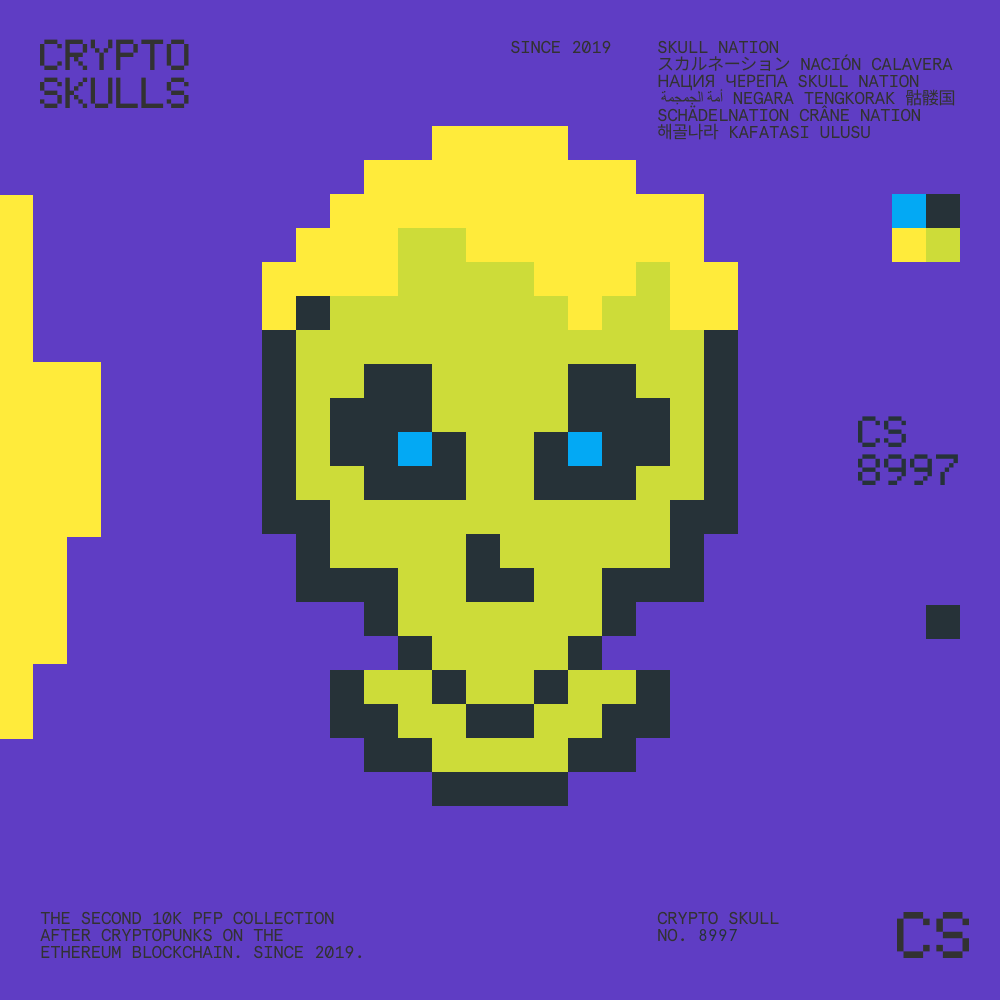 CRYPTO
SKULLS
SINCE 2019
SKULL NATION
スカルネーション NACIÓN CALAVERA
НАЦИЯ ЧЕРЕПА SKULL NATION
أمة الجمجمة NEGARA TENGKORAK 骷髅国
SCHÄDELNATION CRÂNE NATION
해골나라 KAFATASI ULUSU
CS
8997
THE SECOND 10K PFP COLLECTION
AFTER CRYPTOPUNKS ON THE
ETHEREUM BLOCKCHAIN. SINCE 2019.
CRYPTO SKULL
NO. 8997
CS